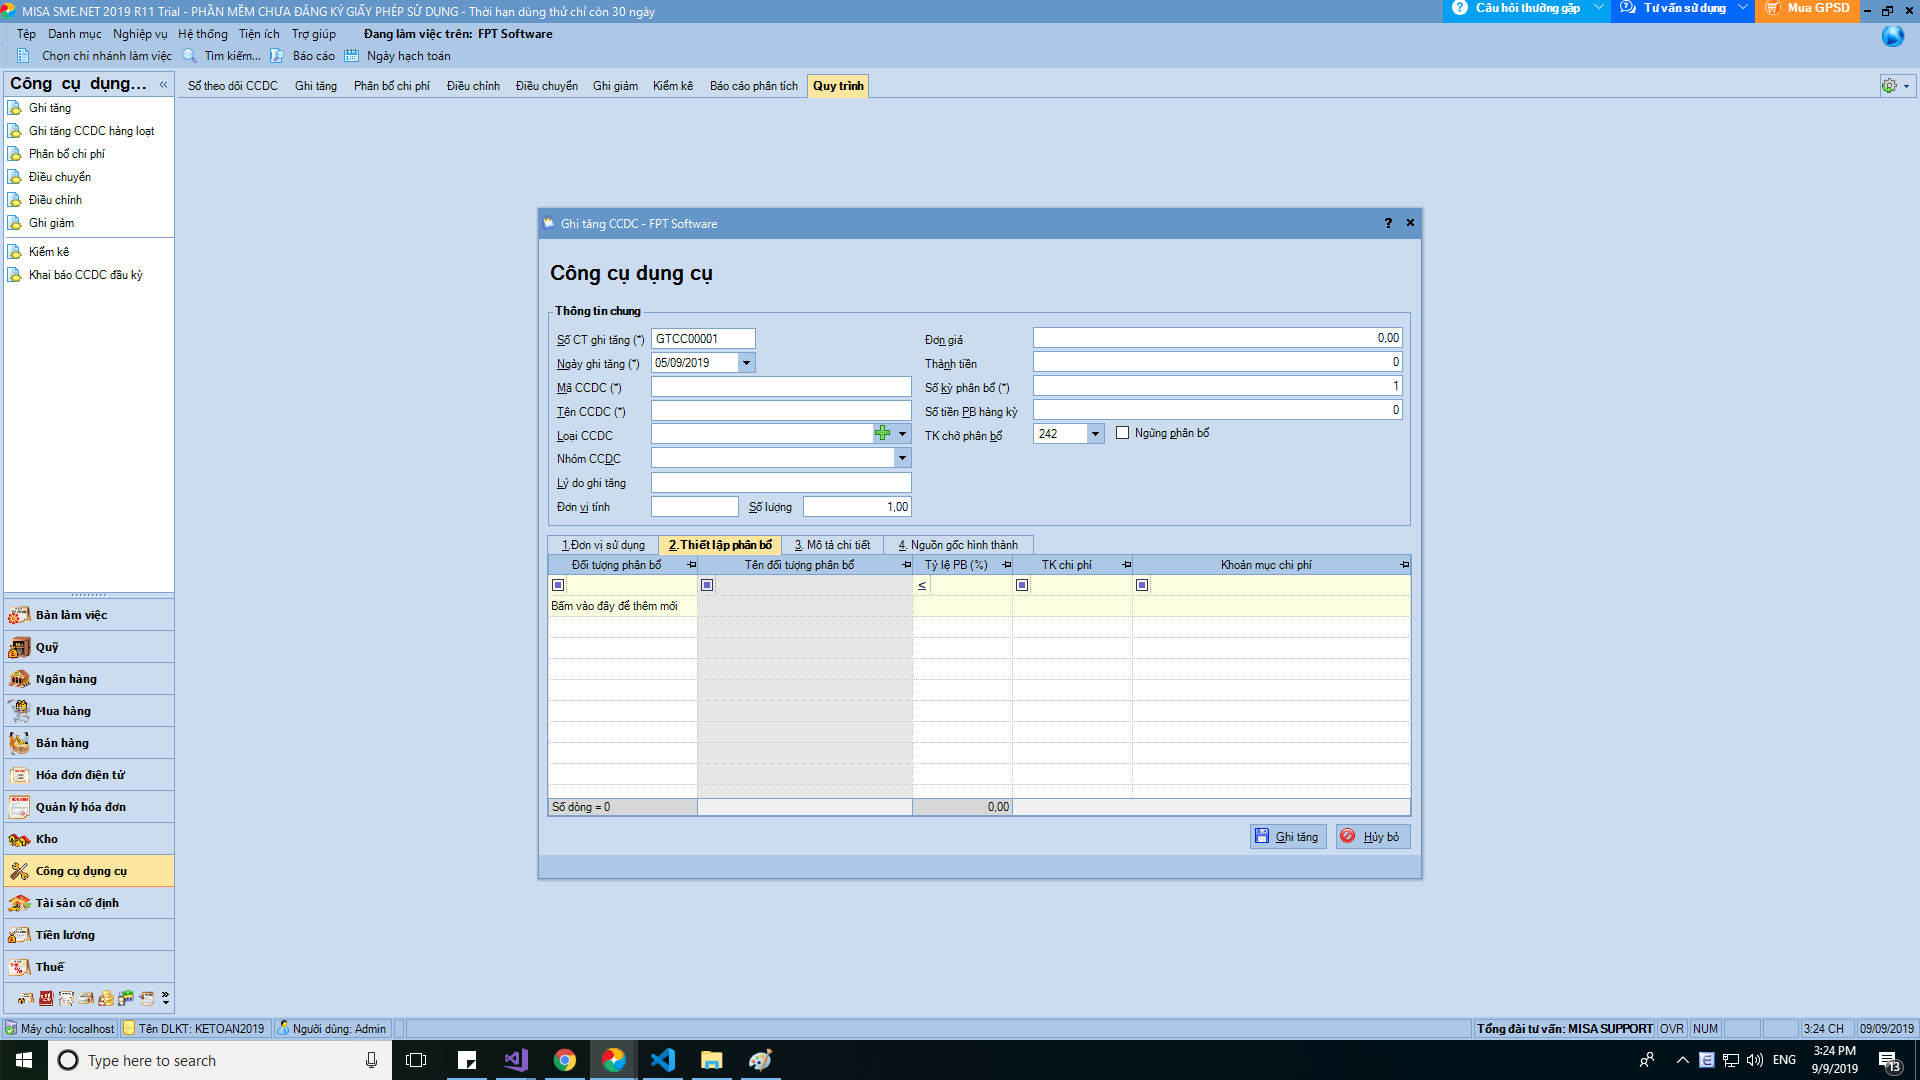 MISA SME.NET 2019 R11 Trial - PHẦN MỀM CHƯA ĐĂNG KÝ GIẤY PHÉP SỬ DỤNG - Thời hạn dùng thử chỉ còn 30 ngày
Câu hỏi thường gặp
Tư vấn sử dụng
Mua GPSD
Tệp Danh mục Nghiệp vụ Hệ thống Tiện ích Trợ giúp Đang làm việc trên: FPT Software
Chọn chi nhánh làm việc Tìm kiếm... Báo cáo Ngày hạch toán
Công cụ dụng...
Sổ theo dõi CCDC Ghi tăng Phân bổ chi phí Điều chỉnh Điều chuyển Ghi giảm Kiểm kê Báo cáo phân tích Quy trình
Ghi tăng
Ghi tăng CCDC hàng loạt
Phân bổ chi phí
Điều chuyển
Điều chỉnh
Ghi giảm
Kiểm kê
Khai báo CCDC đầu kỳ
Bàn làm việc
Quỹ
Ngân hàng
Mua hàng
Bán hàng
Hóa đơn điện tử
Quản lý hóa đơn
Kho
Công cụ dụng cụ
Tài sản cố định
Tiền lương
Thuế
Ghi tăng CCDC - FPT Software
Công cụ dụng cụ
Thông tin chung
Số CT ghi tăng (*) GTCC00001
Ngày ghi tăng (*) 05/09/2019
Mã CCDC (*)
Tên CCDC (*)
Loại CCDC
Nhóm CCDC
Lý do ghi tăng
Đơn vị tính Số lượng 1,00
Đơn giá 0,00
Thành tiền 0
Số kỳ phân bổ (*) 1
Số tiền PB hàng kỳ 0
TK chờ phân bổ 242 Ngừng phân bổ
1.Đơn vị sử dụng 2.Thiết lập phân bổ 3. Mô tả chi tiết 4. Nguồn gốc hình thành
Đối tượng phân bổ Tên đối tượng phân bổ Tỷ lệ PB (%) TK chi phí Khoản mục chi phí
≤
Bấm vào đây để thêm mới
Số dòng = 0 0,00
Ghi tăng Hủy bỏ
Máy chủ: localhost Tên DLKT: KETOAN2019 Người dùng: Admin Tổng đài tư vấn: MISA SUPPORT OVR NUM 3:24 CH 09/09/2019
Type here to search
ENG
3:24 PM
9/9/2019
13